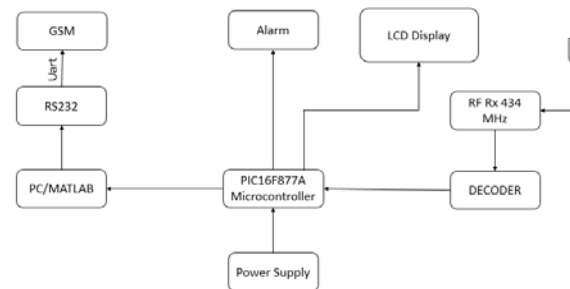 GSM
Alarm
LCD Display
Uart
RS232
RF Rx 434
MHz
PC/MATLAB
PIC16F877A
Microcontroller
DECODER
Power Supply